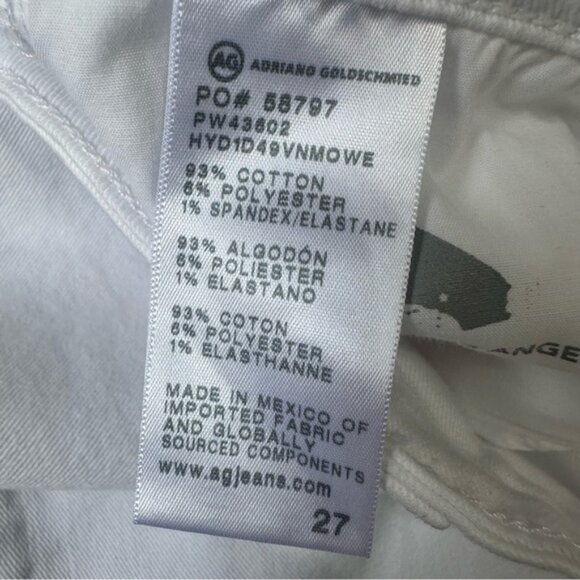 AG ADRIANO GOLDSCHMIED
PO# 58797
PW43602
HYD1D49VNMOWE
93% COTTON
6% POLYESTER
1% SPANDEX/ELASTANE
93% ALGODÓN
6% POLIESTER
1% ELASTANO
93% COTON
6% POLYESTER
1% ELASTHANNE
MADE IN MEXICO OF
IMPORTED FABRIC
AND GLOBALLY
SOURCED COMPONENTS
www.agjeans.com
27
ANGE